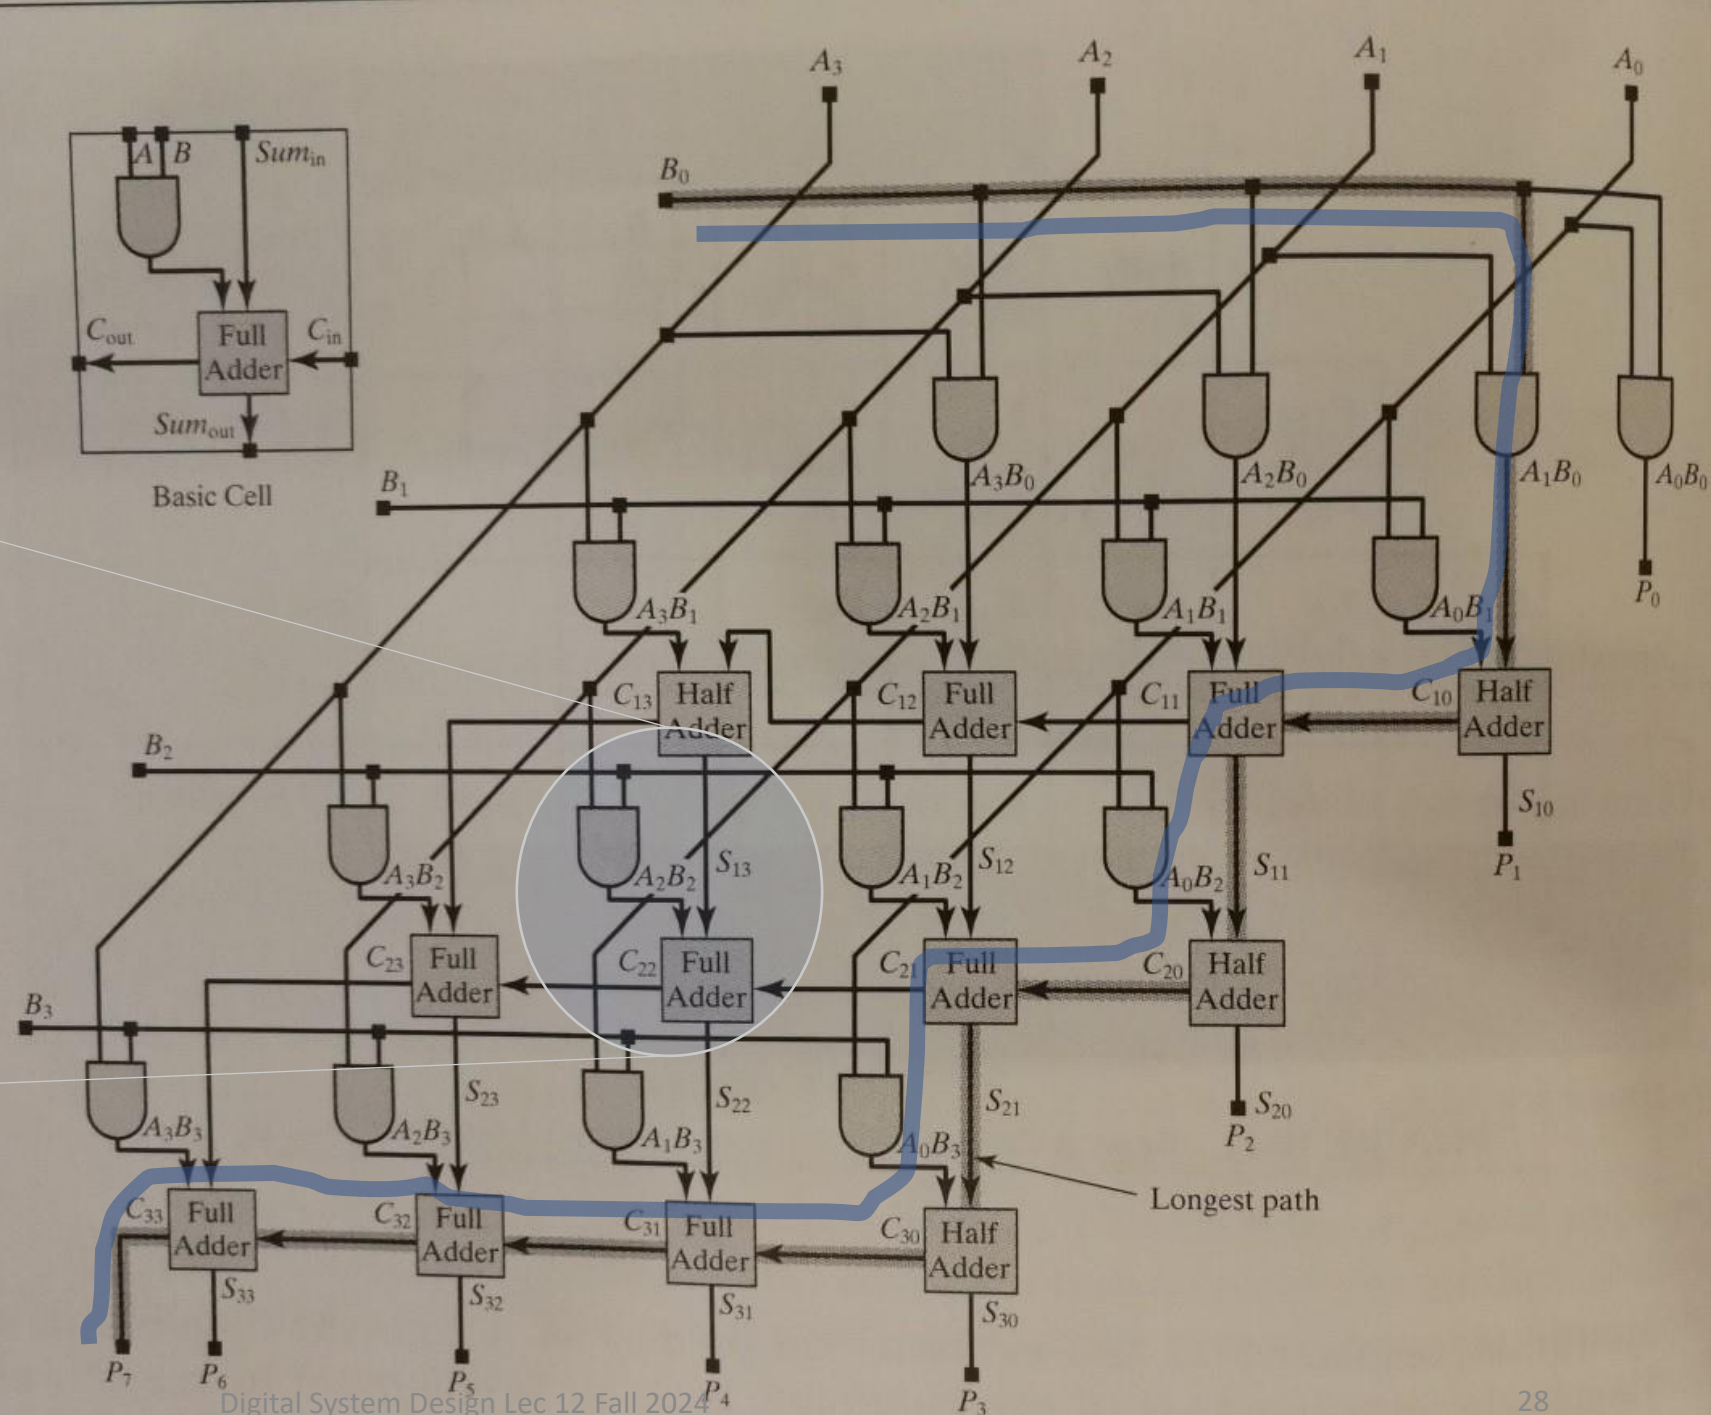 A₃ A₂ A₁ A₀
A B Sumᵢₙ
B₀
Cₒᵤₜ Full Adder Cᵢₙ
Sumₒᵤₜ
Basic Cell
A₃B₀ A₂B₀ A₁B₀ A₀B₀
B₁
P₀
A₃B₁ A₂B₁ A₁B₁ A₀B₁
C₁₃ Half Adder C₁₂ Full Adder C₁₁ Full Adder C₁₀ Half Adder
B₂
S₁₀
P₁
S₁₃ S₁₂ S₁₁
A₃B₂ A₂B₂ A₁B₂ A₀B₂
C₂₃ Full Adder C₂₂ Full Adder C₂₁ Full Adder C₂₀ Half Adder
B₃
S₂₃ S₂₂ S₂₁ S₂₀
P₂
A₃B₃ A₂B₃ A₁B₃ A₀B₃
Longest path
C₃₃ Full Adder C₃₂ Full Adder C₃₁ Full Adder C₃₀ Half Adder
S₃₃ S₃₂ S₃₁ S₃₀
P₇ P₆ P₅ P₄ P₃
Digital System Design Lec 12 Fall 2024
28